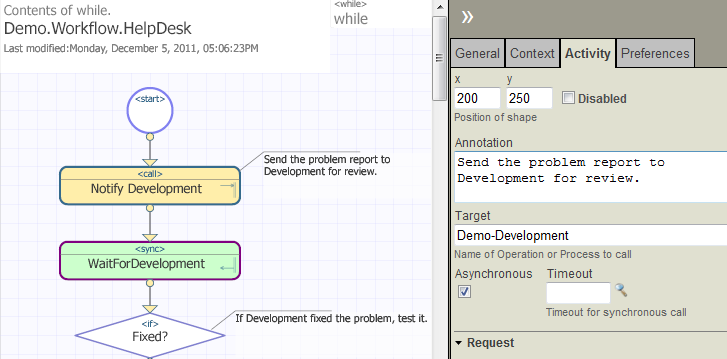 Contents of while.
Demo.Workflow.HelpDesk
Last modified:Monday, December 5, 2011, 05:06:23PM
<while>
while
<start>
<call>
Notify Development
Send the problem report to
Development for review.
<sync>
WaitForDevelopment
<if>
Fixed?
If Development fixed the problem, test it.
»
General
Context
Activity
Preferences
x
y
200
250
Disabled
Position of shape
Annotation
Send the problem report to
Development for review.
Target
Demo-Development
Name of Operation or Process to call
Asynchronous
Timeout
Timeout for synchronous call
Request